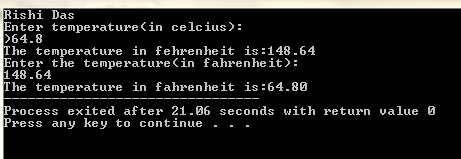 Rishi Das
Enter temperature(in celcius):
>64.8
The temperature in fehrenheit is:148.64
Enter the temperature(in fahrenheit):
148.64
The temperature in fahrenheit is:64.80
--------------------------------
Process exited after 21.06 seconds with return value 0
Press any key to continue . . .